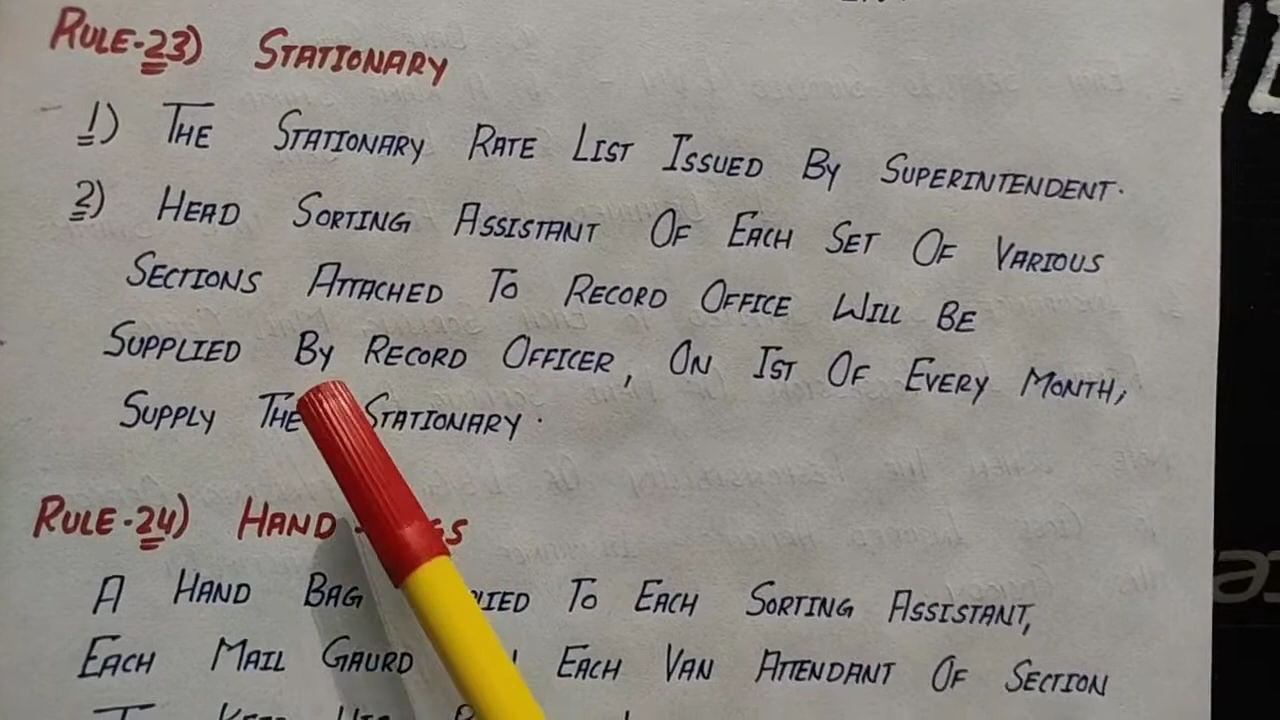 RULE-23) STATIONARY
1) THE STATIONARY RATE LIST ISSUED BY SUPERINTENDENT.
2) HEAD SORTING ASSISTANT OF EACH SET OF VARIOUS
SECTIONS ATTACHED TO RECORD OFFICE WILL BE
SUPPLIED BY RECORD OFFICER, ON IST OF EVERY MONTH,
SUPPLY THE STATIONARY.
RULE-24) HAND
A HAND BAG TO EACH SORTING ASSISTANT,
EACH MAIL GAURD EACH VAN ATTENDANT OF SECTION